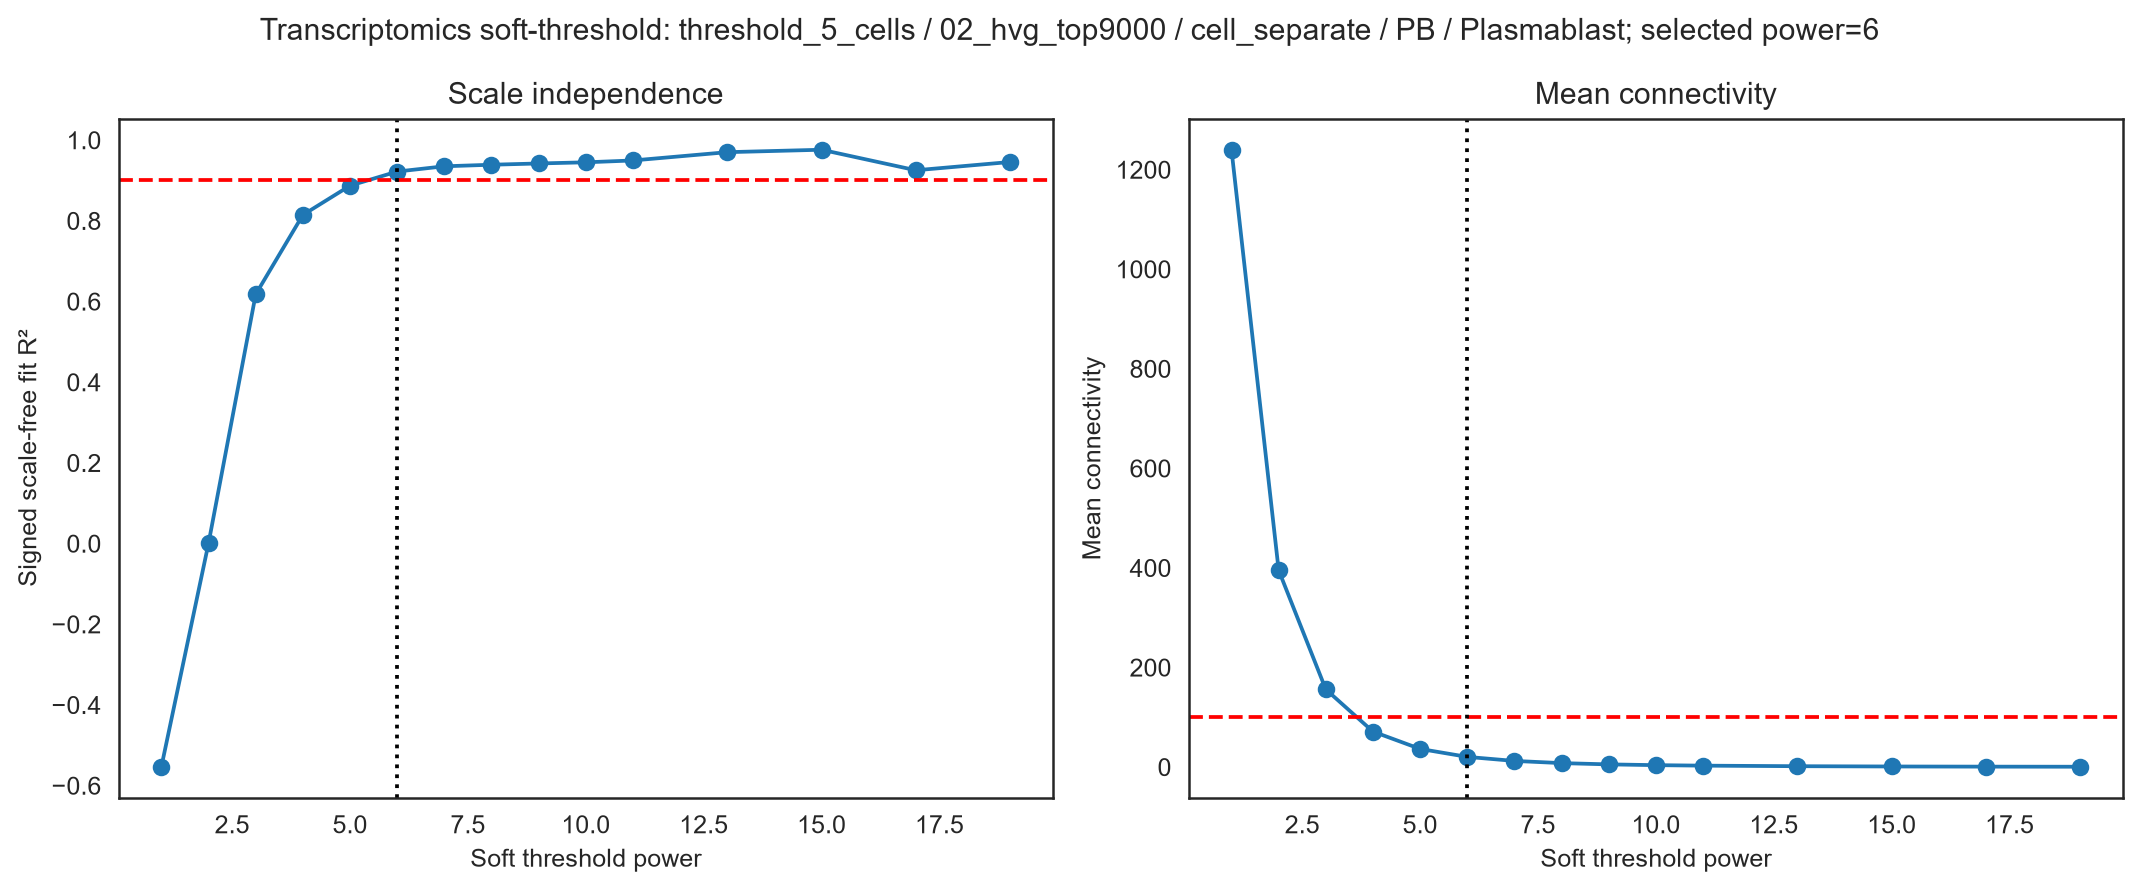 Transcriptomics soft-threshold: threshold_5_cells / 02_hvg_top9000 / cell_separate / PB / Plasmablast; selected power=6
Scale independence
Signed scale-free fit R²
1.0
0.8
0.6
0.4
0.2
0.0
−0.2
−0.4
−0.6
2.5 5.0 7.5 10.0 12.5 15.0 17.5
Soft threshold power
Mean connectivity
Mean connectivity
1200
1000
800
600
400
200
0
2.5 5.0 7.5 10.0 12.5 15.0 17.5
Soft threshold power